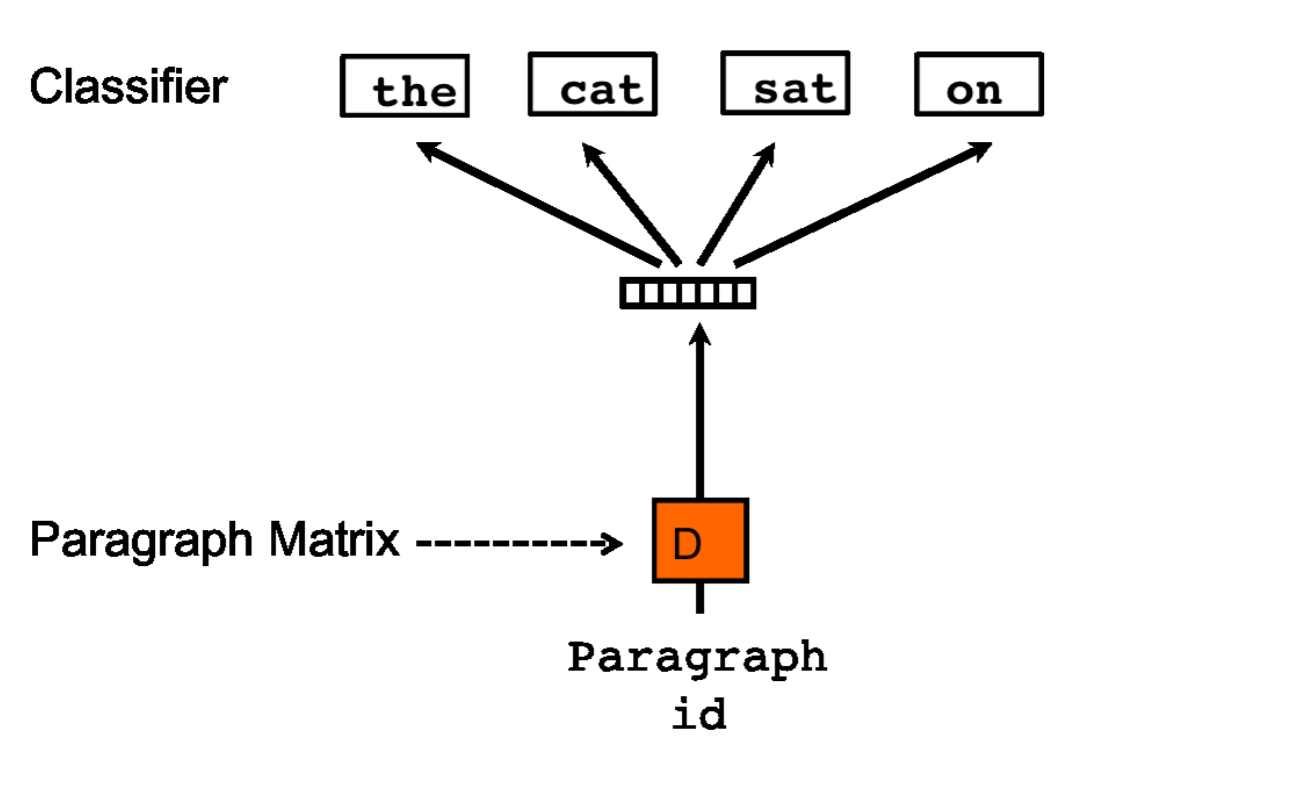 Classifier the cat sat on
Paragraph Matrix D
Paragraph
id